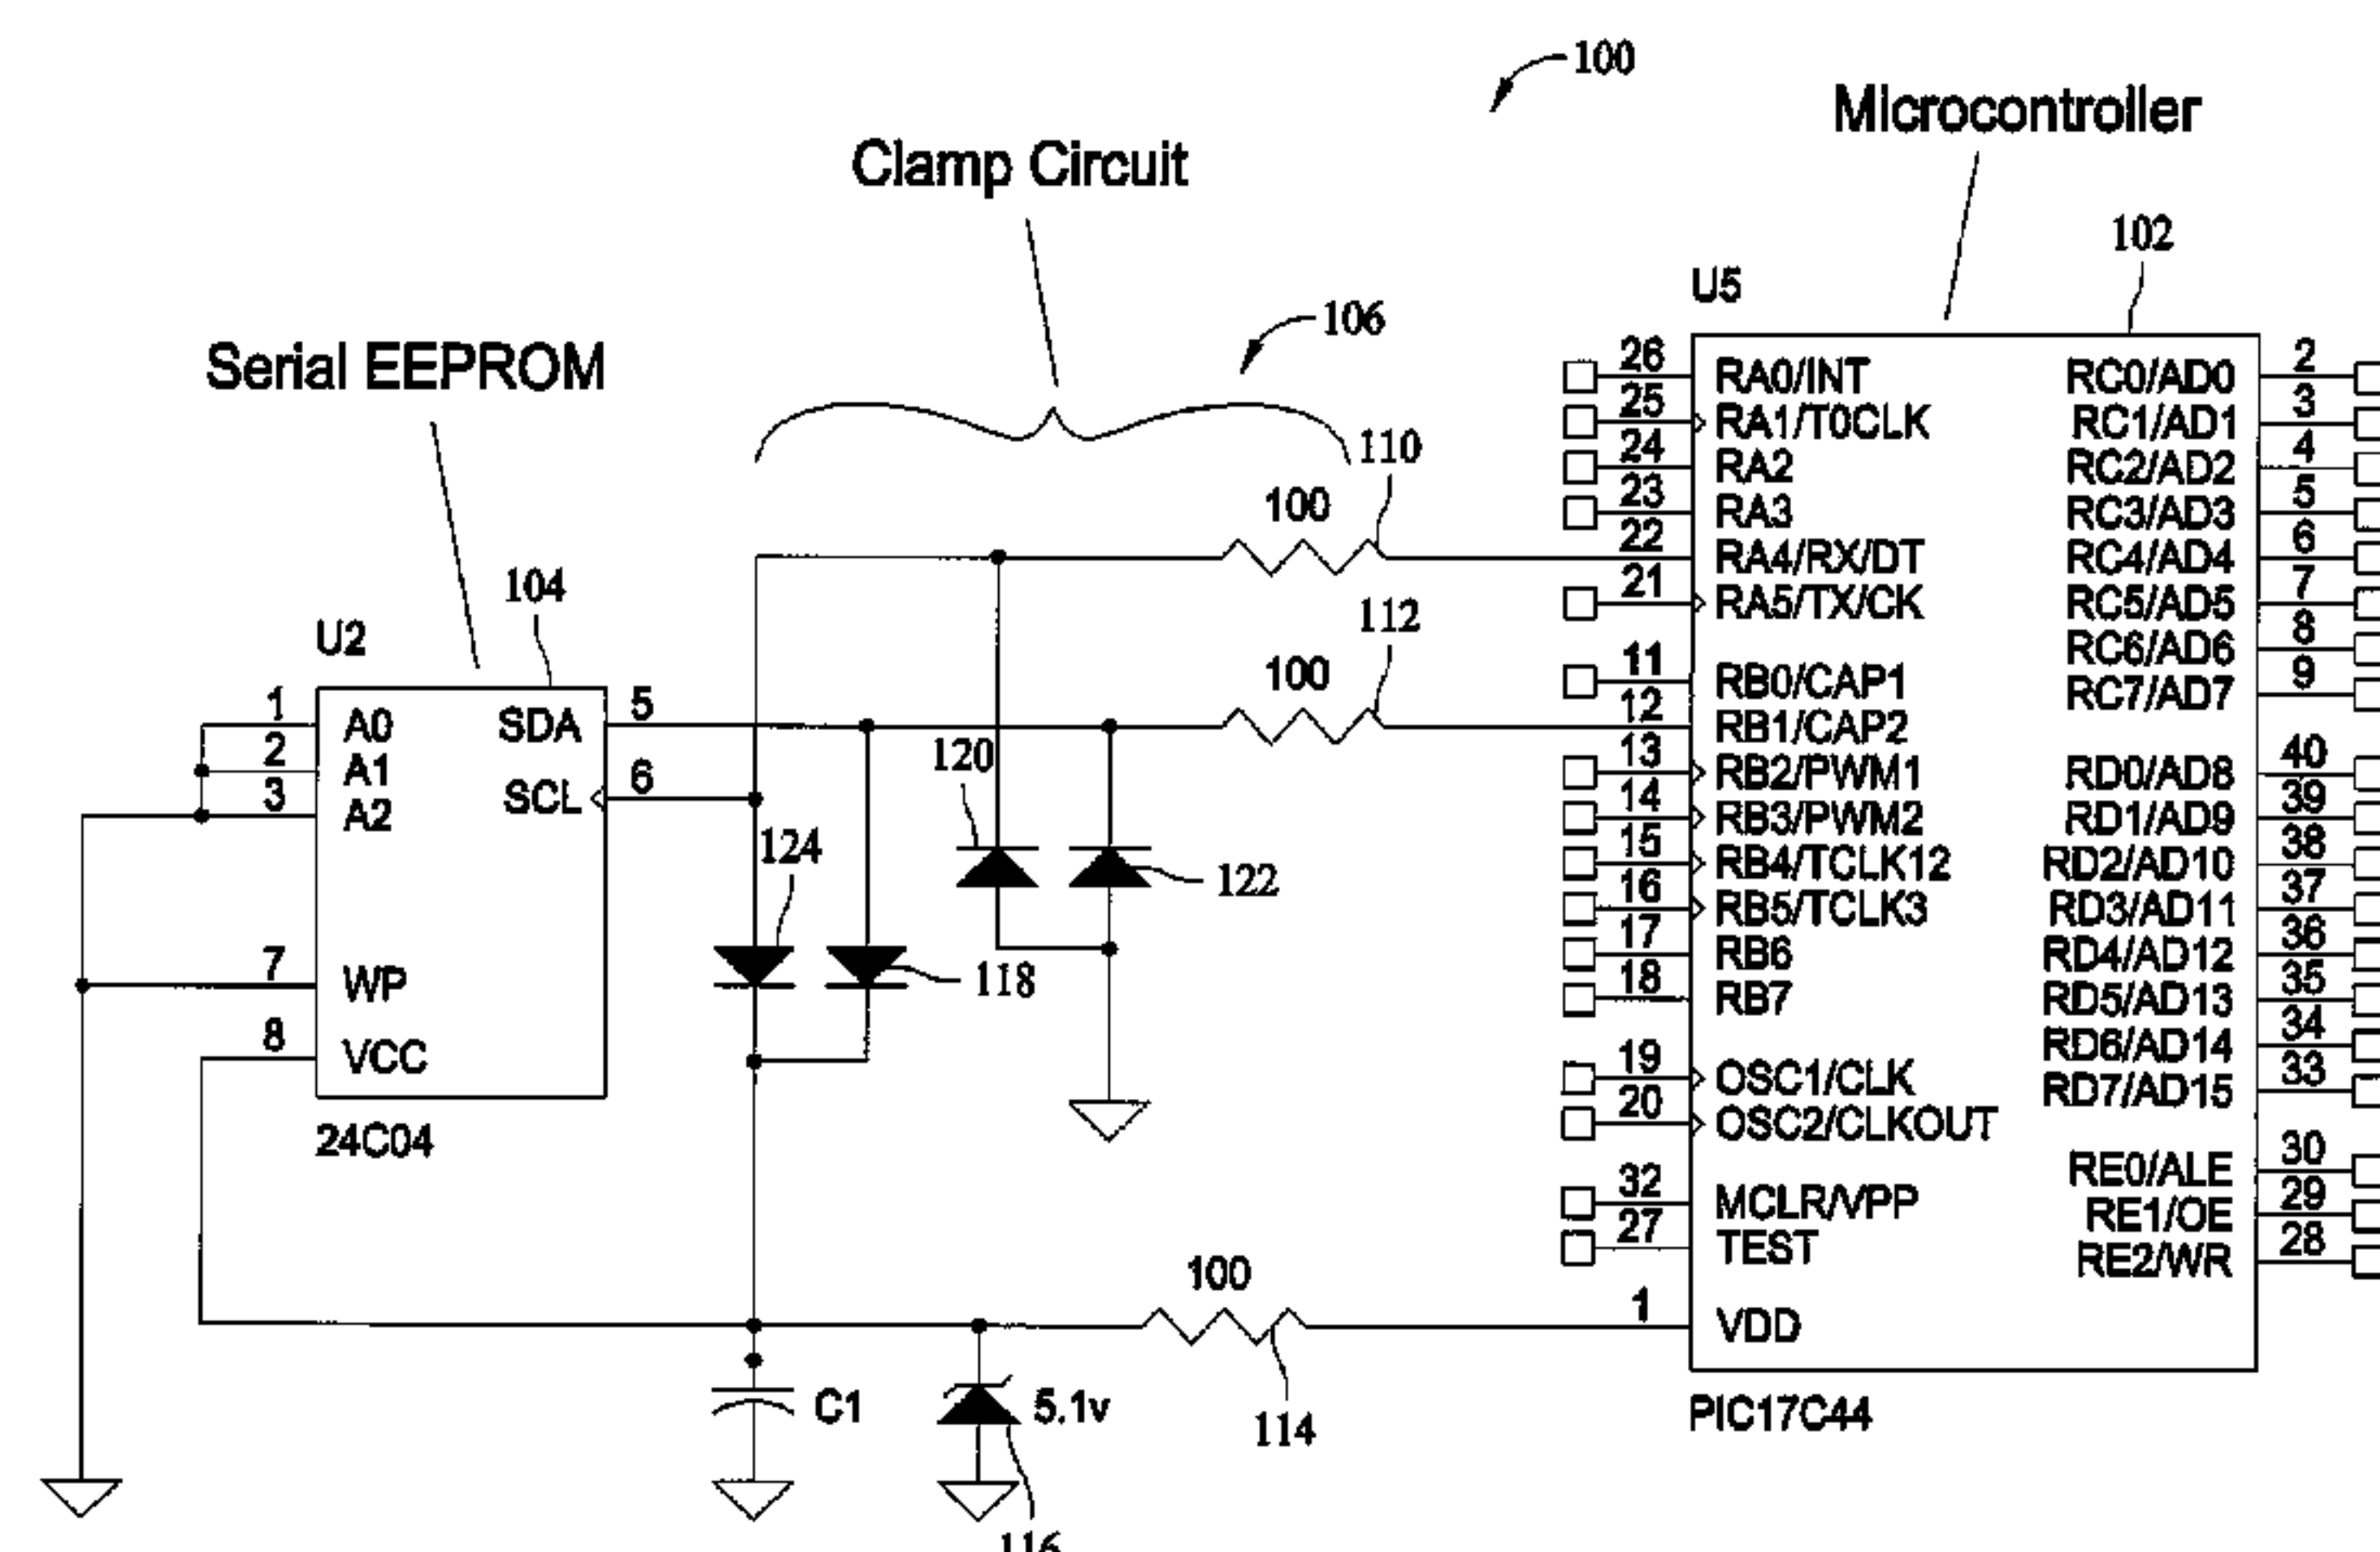 100
Microcontroller
Clamp Circuit
102
U5
106
Serial EEPROM
110
100
104
U2
112
100
120
124
122
118
1 A0
2 A1
3 A2
7 WP
8 VCC
SDA 5
SCL 6
24C04
26 RA0/INT
25 RA1/T0CLK
24 RA2
23 RA3
22 RA4/RX/DT
21 RA5/TX/CK
11 RB0/CAP1
12 RB1/CAP2
13 RB2/PWM1
14 RB3/PWM2
15 RB4/TCLK12
16 RB5/TCLK3
17 RB6
18 RB7
19 OSC1/CLK
20 OSC2/CLKOUT
32 MCLR/VPP
27 TEST
1 VDD
RC0/AD0 2
RC1/AD1 3
RC2/AD2 4
RC3/AD3 5
RC4/AD4 6
RC5/AD5 7
RC6/AD6 8
RC7/AD7 9
RD0/AD8 40
RD1/AD9 39
RD2/AD10 38
RD3/AD11 37
RD4/AD12 36
RD5/AD13 35
RD6/AD14 34
RD7/AD15 33
RE0/ALE 30
RE1/OE 29
RE2/WR 28
PIC17C44
100
114
C1
5.1v
116